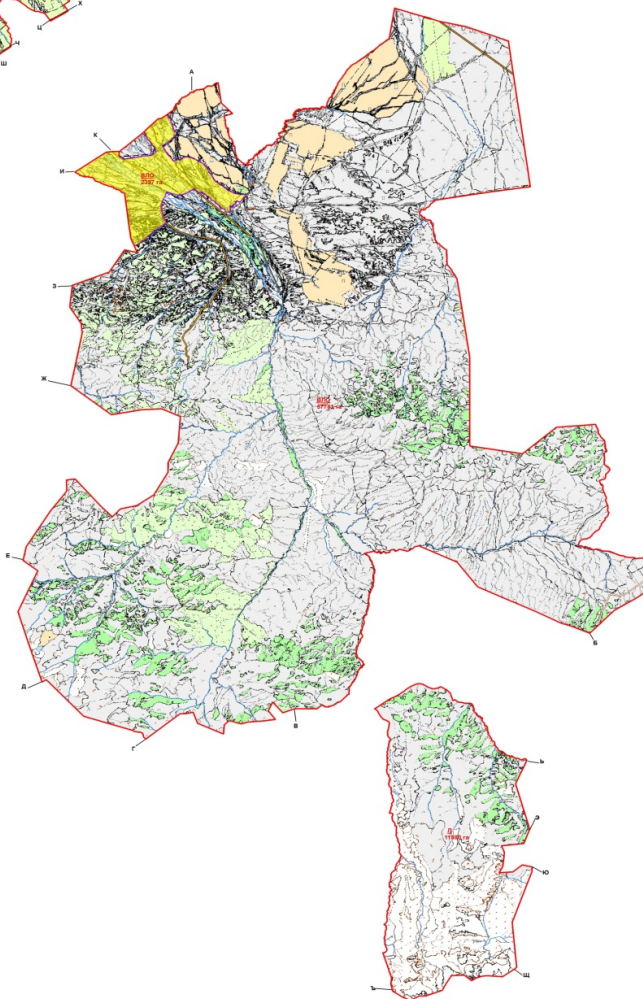 Х
Ц
Ч
Ш
А
К
И
ВЛО
2387 га
З
Ж
ВЛО
Е
Б
Д
В
Г
Ь
Э
Д
Ю
Щ
Ъ